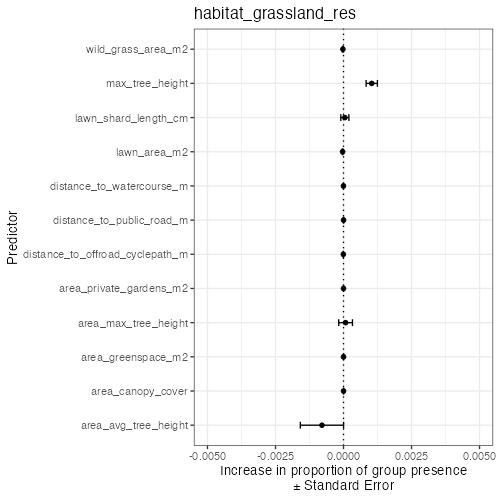 habitat_grassland_res
Predictor
wild_grass_area_m2
max_tree_height
lawn_shard_length_cm
lawn_area_m2
distance_to_watercourse_m
distance_to_public_road_m
distance_to_offroad_cyclepath_m
area_private_gardens_m2
area_max_tree_height
area_greenspace_m2
area_canopy_cover
area_avg_tree_height
-0.0050 -0.0025 0.0000 0.0025 0.0050
Increase in proportion of group presence
± Standard Error